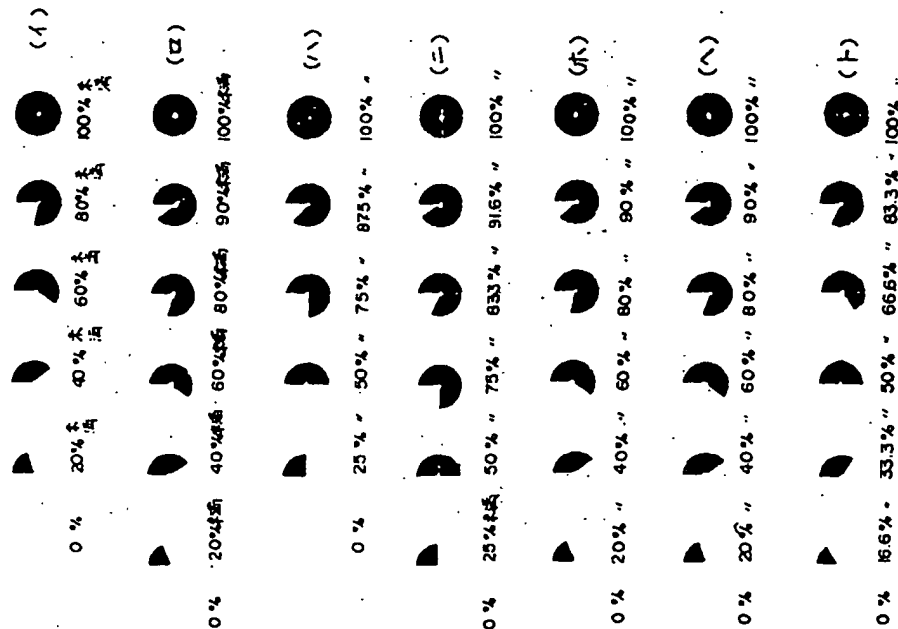 0% 20%未満 40%未満 60%未満 80%未満 100%未満 (イ)
0% 20%未満 40%未満 60%未満 80%未満 90%未満 100%未満 (ロ)
0% 25%〃 50%〃 75%〃 875%〃 100%〃 (ハ)
0% 25%未満 50%〃 75%〃 833%〃 91.6%〃 100%〃 (ニ)
0% 20%〃 40%〃 60%〃 80%〃 90%〃 100%〃 (ホ)
0% 20%〃 40%〃 60%〃 80%〃 90%〃 100%〃 (ヘ)
0% 16.6%〃 33.3%〃 50%〃 66.6%〃 83.3%〃 100%〃 (ト)